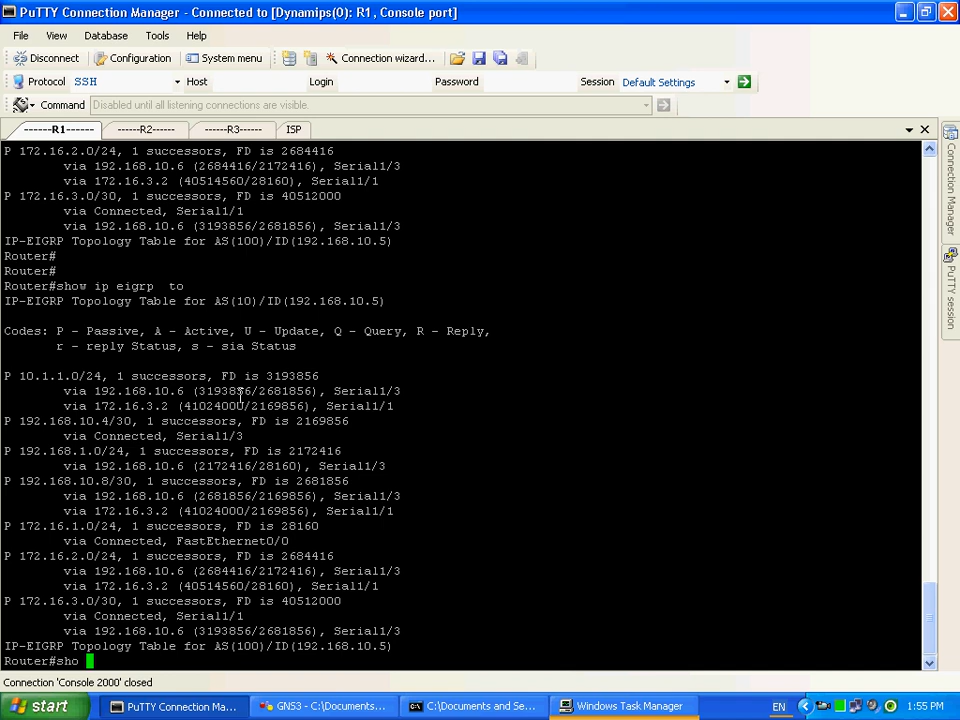 PuTTY Connection Manager - Connected to [Dynamips(0): R1, Console port]
File View Database Tools Help
Disconnect Configuration System menu Connection wizard...
Protocol SSH Host Login Password Session Default Settings
Command Disabled until all listening connections are visible.
------R1------ ------R2------ ------R3------ ISP
P 172.16.2.0/24, 1 successors, FD is 2684416
via 192.168.10.6 (2684416/2172416), Serial1/3
via 172.16.3.2 (40514560/28160), Serial1/1
P 172.16.3.0/30, 1 successors, FD is 40512000
via Connected, Serial1/1
via 192.168.10.6 (3193856/2681856), Serial1/3
IP-EIGRP Topology Table for AS(100)/ID(192.168.10.5)
Router#
Router#
Router#show ip eigrp  to
IP-EIGRP Topology Table for AS(10)/ID(192.168.10.5)
Codes: P - Passive, A - Active, U - Update, Q - Query, R - Reply,
r - reply Status, s - sia Status
P 10.1.1.0/24, 1 successors, FD is 3193856
via 192.168.10.6 (3193856/2681856), Serial1/3
via 172.16.3.2 (41024000/2169856), Serial1/1
P 192.168.10.4/30, 1 successors, FD is 2169856
via Connected, Serial1/3
P 192.168.1.0/24, 1 successors, FD is 2172416
via 192.168.10.6 (2172416/28160), Serial1/3
P 192.168.10.8/30, 1 successors, FD is 2681856
via 192.168.10.6 (2681856/2169856), Serial1/3
via 172.16.3.2 (41024000/2169856), Serial1/1
P 172.16.1.0/24, 1 successors, FD is 28160
via Connected, FastEthernet0/0
P 172.16.2.0/24, 1 successors, FD is 2684416
via 192.168.10.6 (2684416/2172416), Serial1/3
via 172.16.3.2 (40514560/28160), Serial1/1
P 172.16.3.0/30, 1 successors, FD is 40512000
via Connected, Serial1/1
via 192.168.10.6 (3193856/2681856), Serial1/3
IP-EIGRP Topology Table for AS(100)/ID(192.168.10.5)
Router#sho
Connection Manager
PuTTY session
Connection 'Console 2000' closed
start PuTTY Connection Ma... GNS3 - C:\Documents... C:\Documents and Se... Windows Task Manager EN 1:55 PM